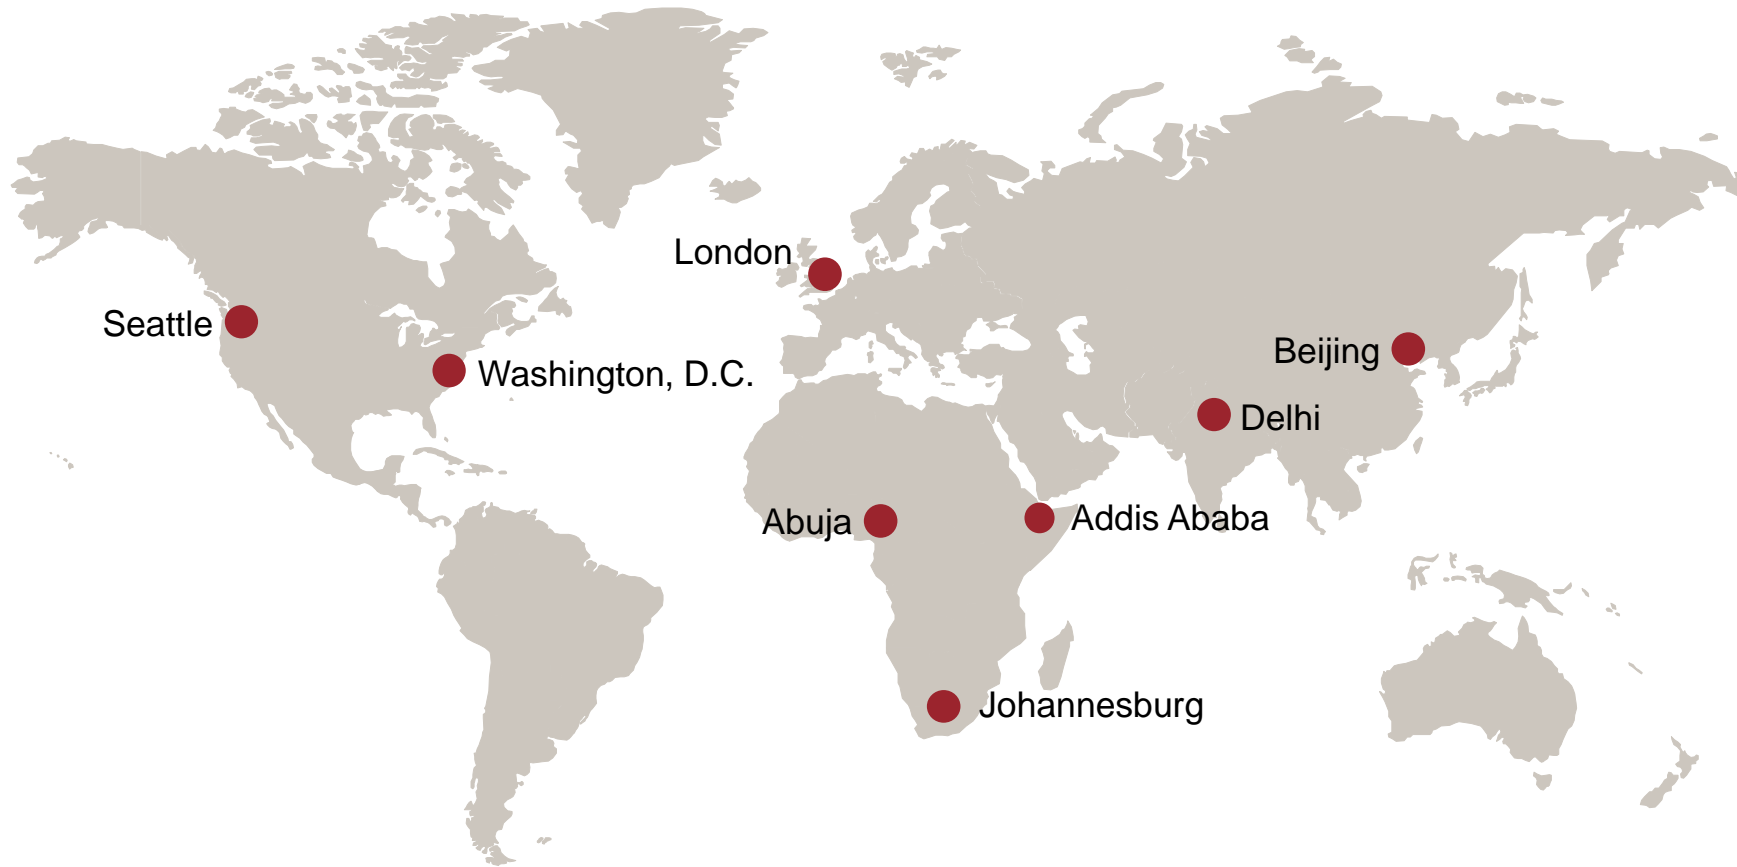 London
Seattle
Washington, D.C.
Beijing
Delhi
Abuja
Addis Ababa
Johannesburg